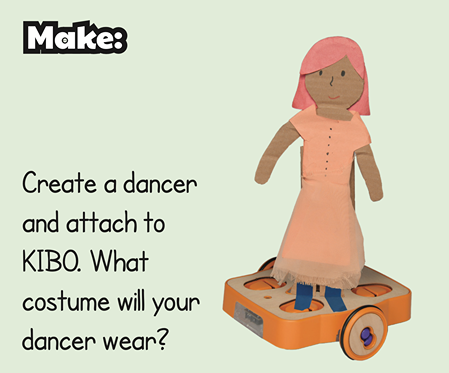 Make:
Create a dancer
and attach to
KIBO. What
costume will your
dancer wear?